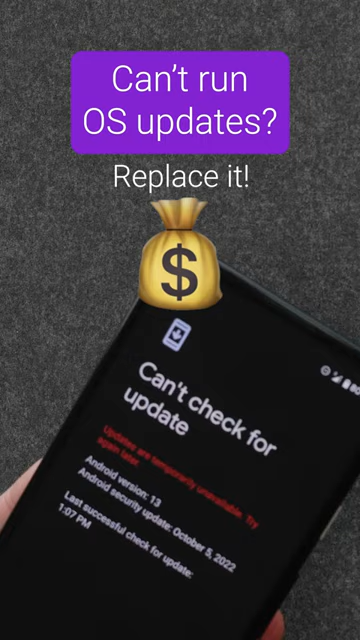 Can't run
OS updates?
Replace it!
$
Can't check for
update
Updates are temporarily unavailable. Try
again later.
Android version: 13
Android security update: October 5, 2022
Last successful check for update:
1:07 PM